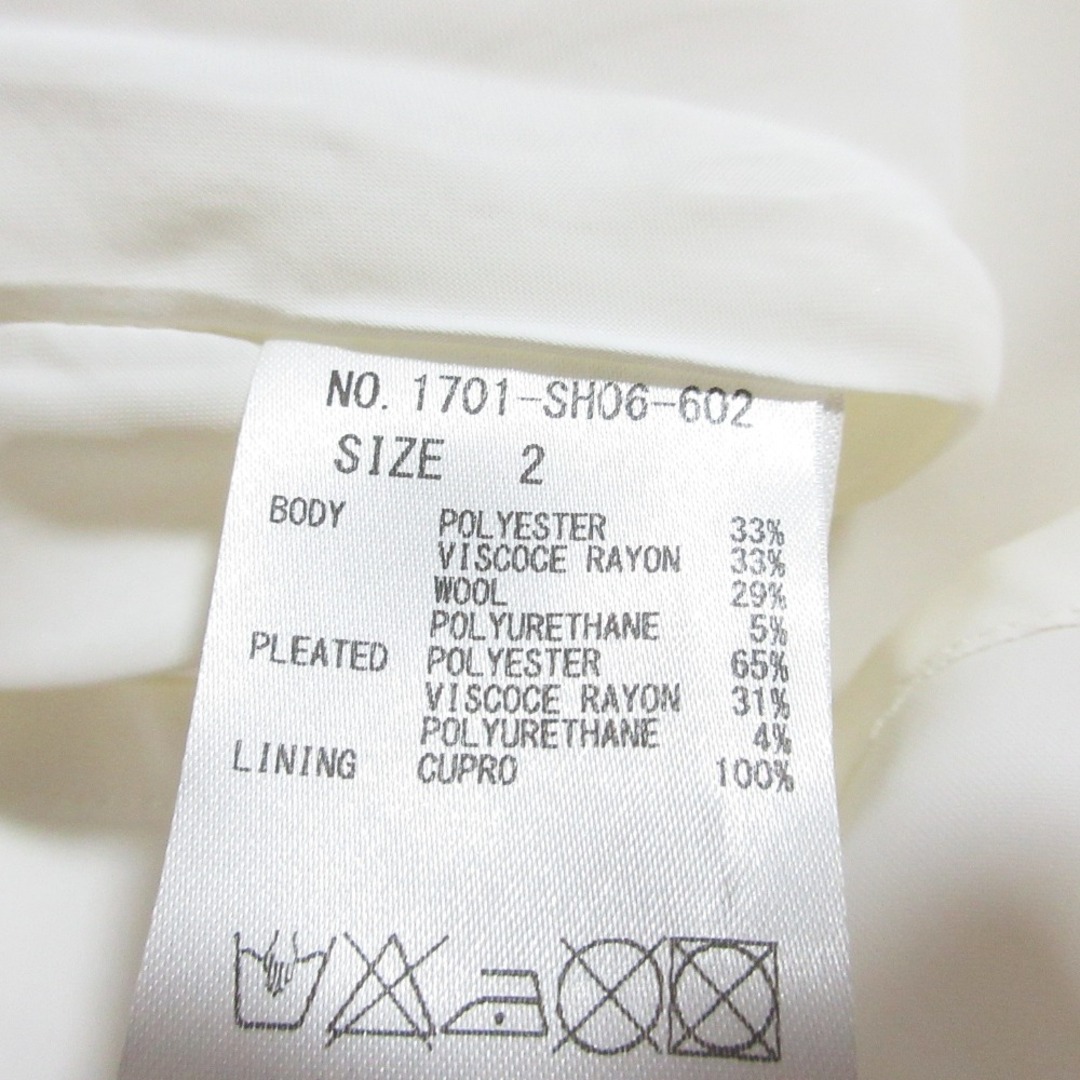 NO. 1701-SH06-602
SIZE 2
BODY POLYESTER 33%
VISCOCE RAYON 33%
WOOL 29%
POLYURETHANE 5%
PLEATED POLYESTER 65%
VISCOCE RAYON 31%
POLYURETHANE 4%
LINING CUPRO 100%